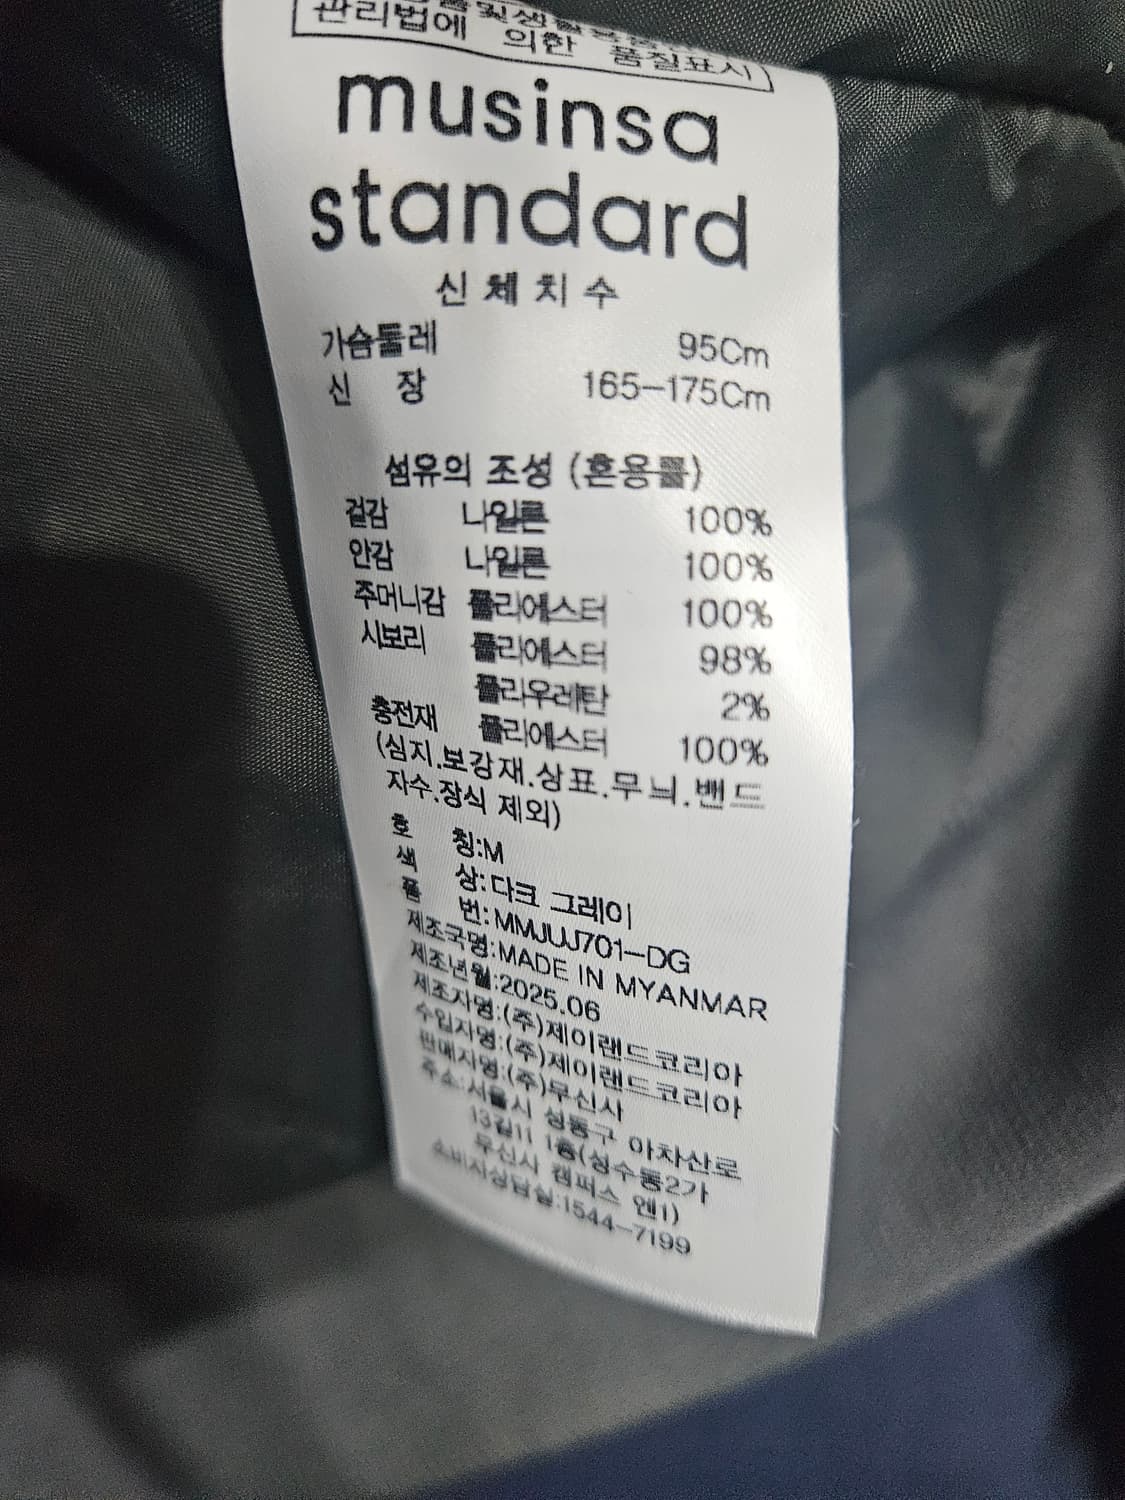 관리법에 의한 품질표시
musinsa
standard
신체치수
가슴둘레 95Cm
신 장 165-175Cm
섬유의 조성 (혼용률)
겉감 나일론 100%
안감 나일론 100%
주머니감 폴리에스터 100%
시보리 폴리에스터 98%
폴리우레탄 2%
충전재 폴리에스터 100%
(심지.보강재.상표.무늬.밴드
자수.장식 제외)
호 칭:M
색 상:다크 그레이
품 번:MMJUJ701-DG
제조국명:MADE IN MYANMAR
제조년월:2025.06
제조자명:(주)제이랜드코리아
수입자명:(주)제이랜드코리아
판매자명:(주)무신사
주소:서울시 성동구 아차산로
13길11 1층(성수동2가
무신사 캠퍼스 엔1)
소비자상담실:1544-7199